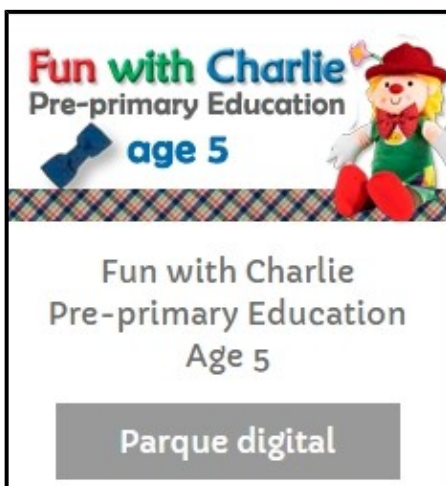 Fun with Charlie
Pre-primary Education
age 5
Fun with Charlie
Pre-primary Education
Age 5
Parque digital